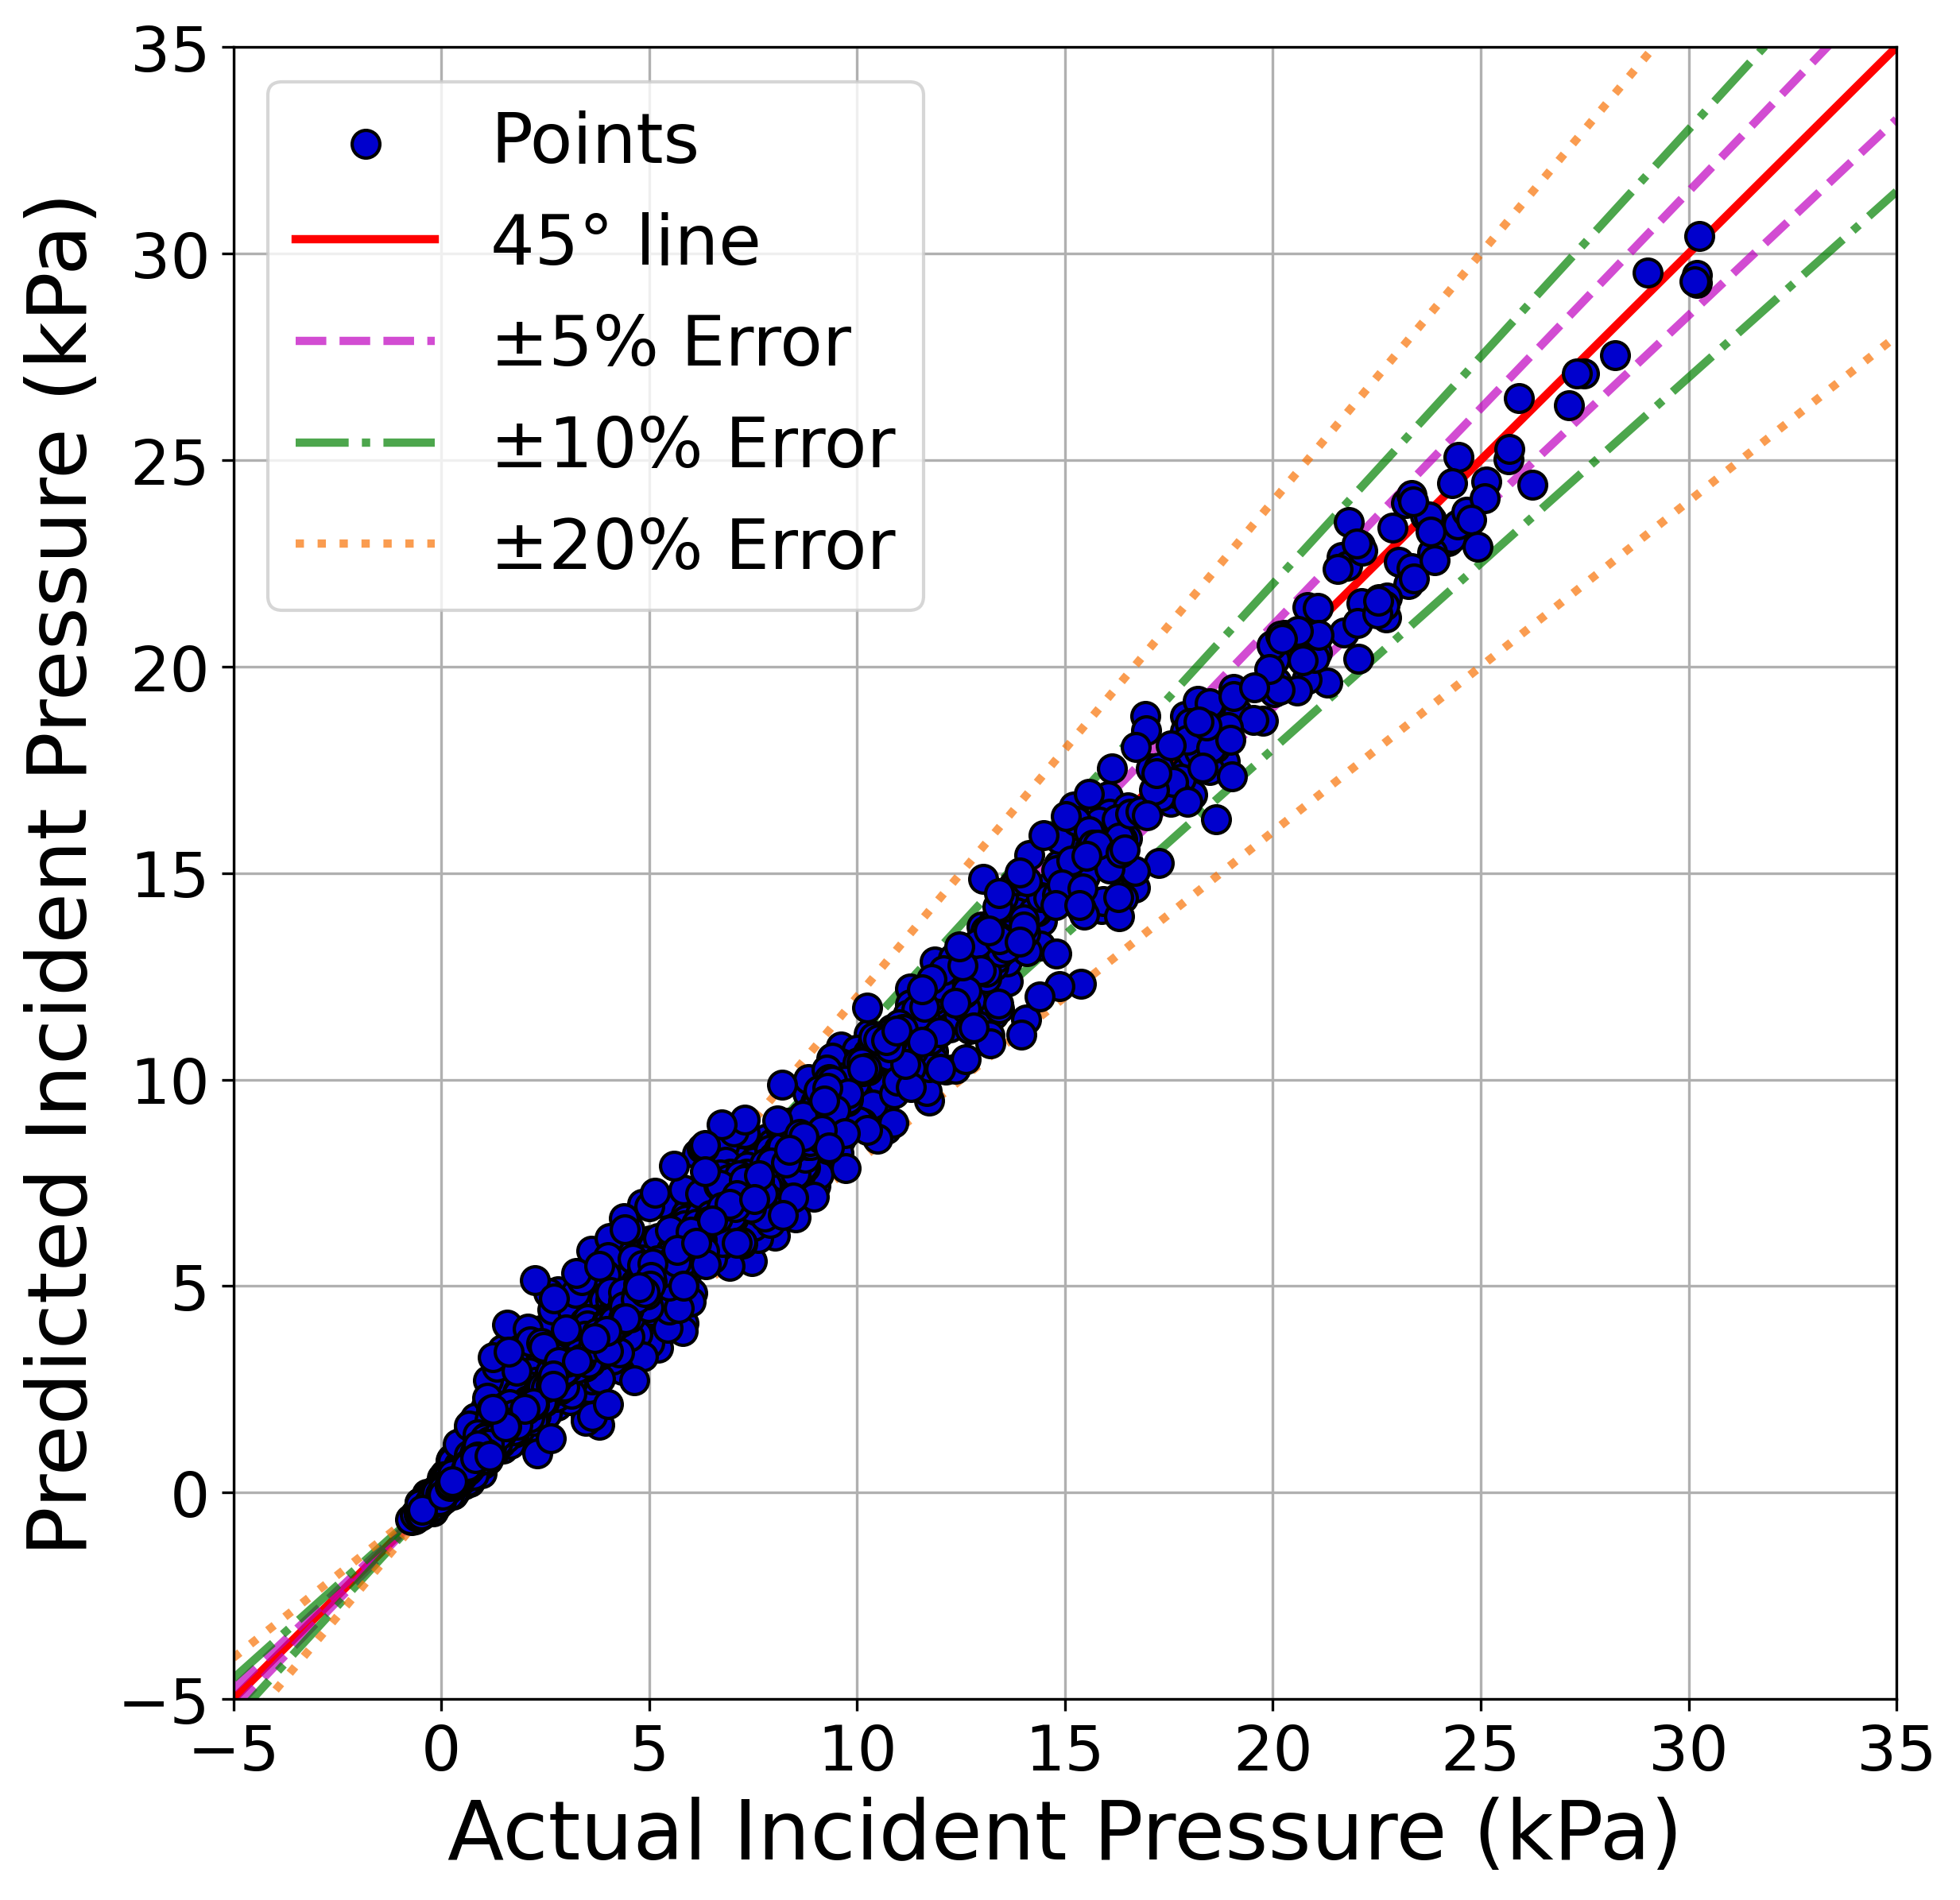 35
30
25
20
15
10
5
0
−5
Predicted Incident Pressure (kPa)
Points
45° line
±5% Error
±10% Error
±20% Error
−5 0 5 10 15 20 25 30 35
Actual Incident Pressure (kPa)